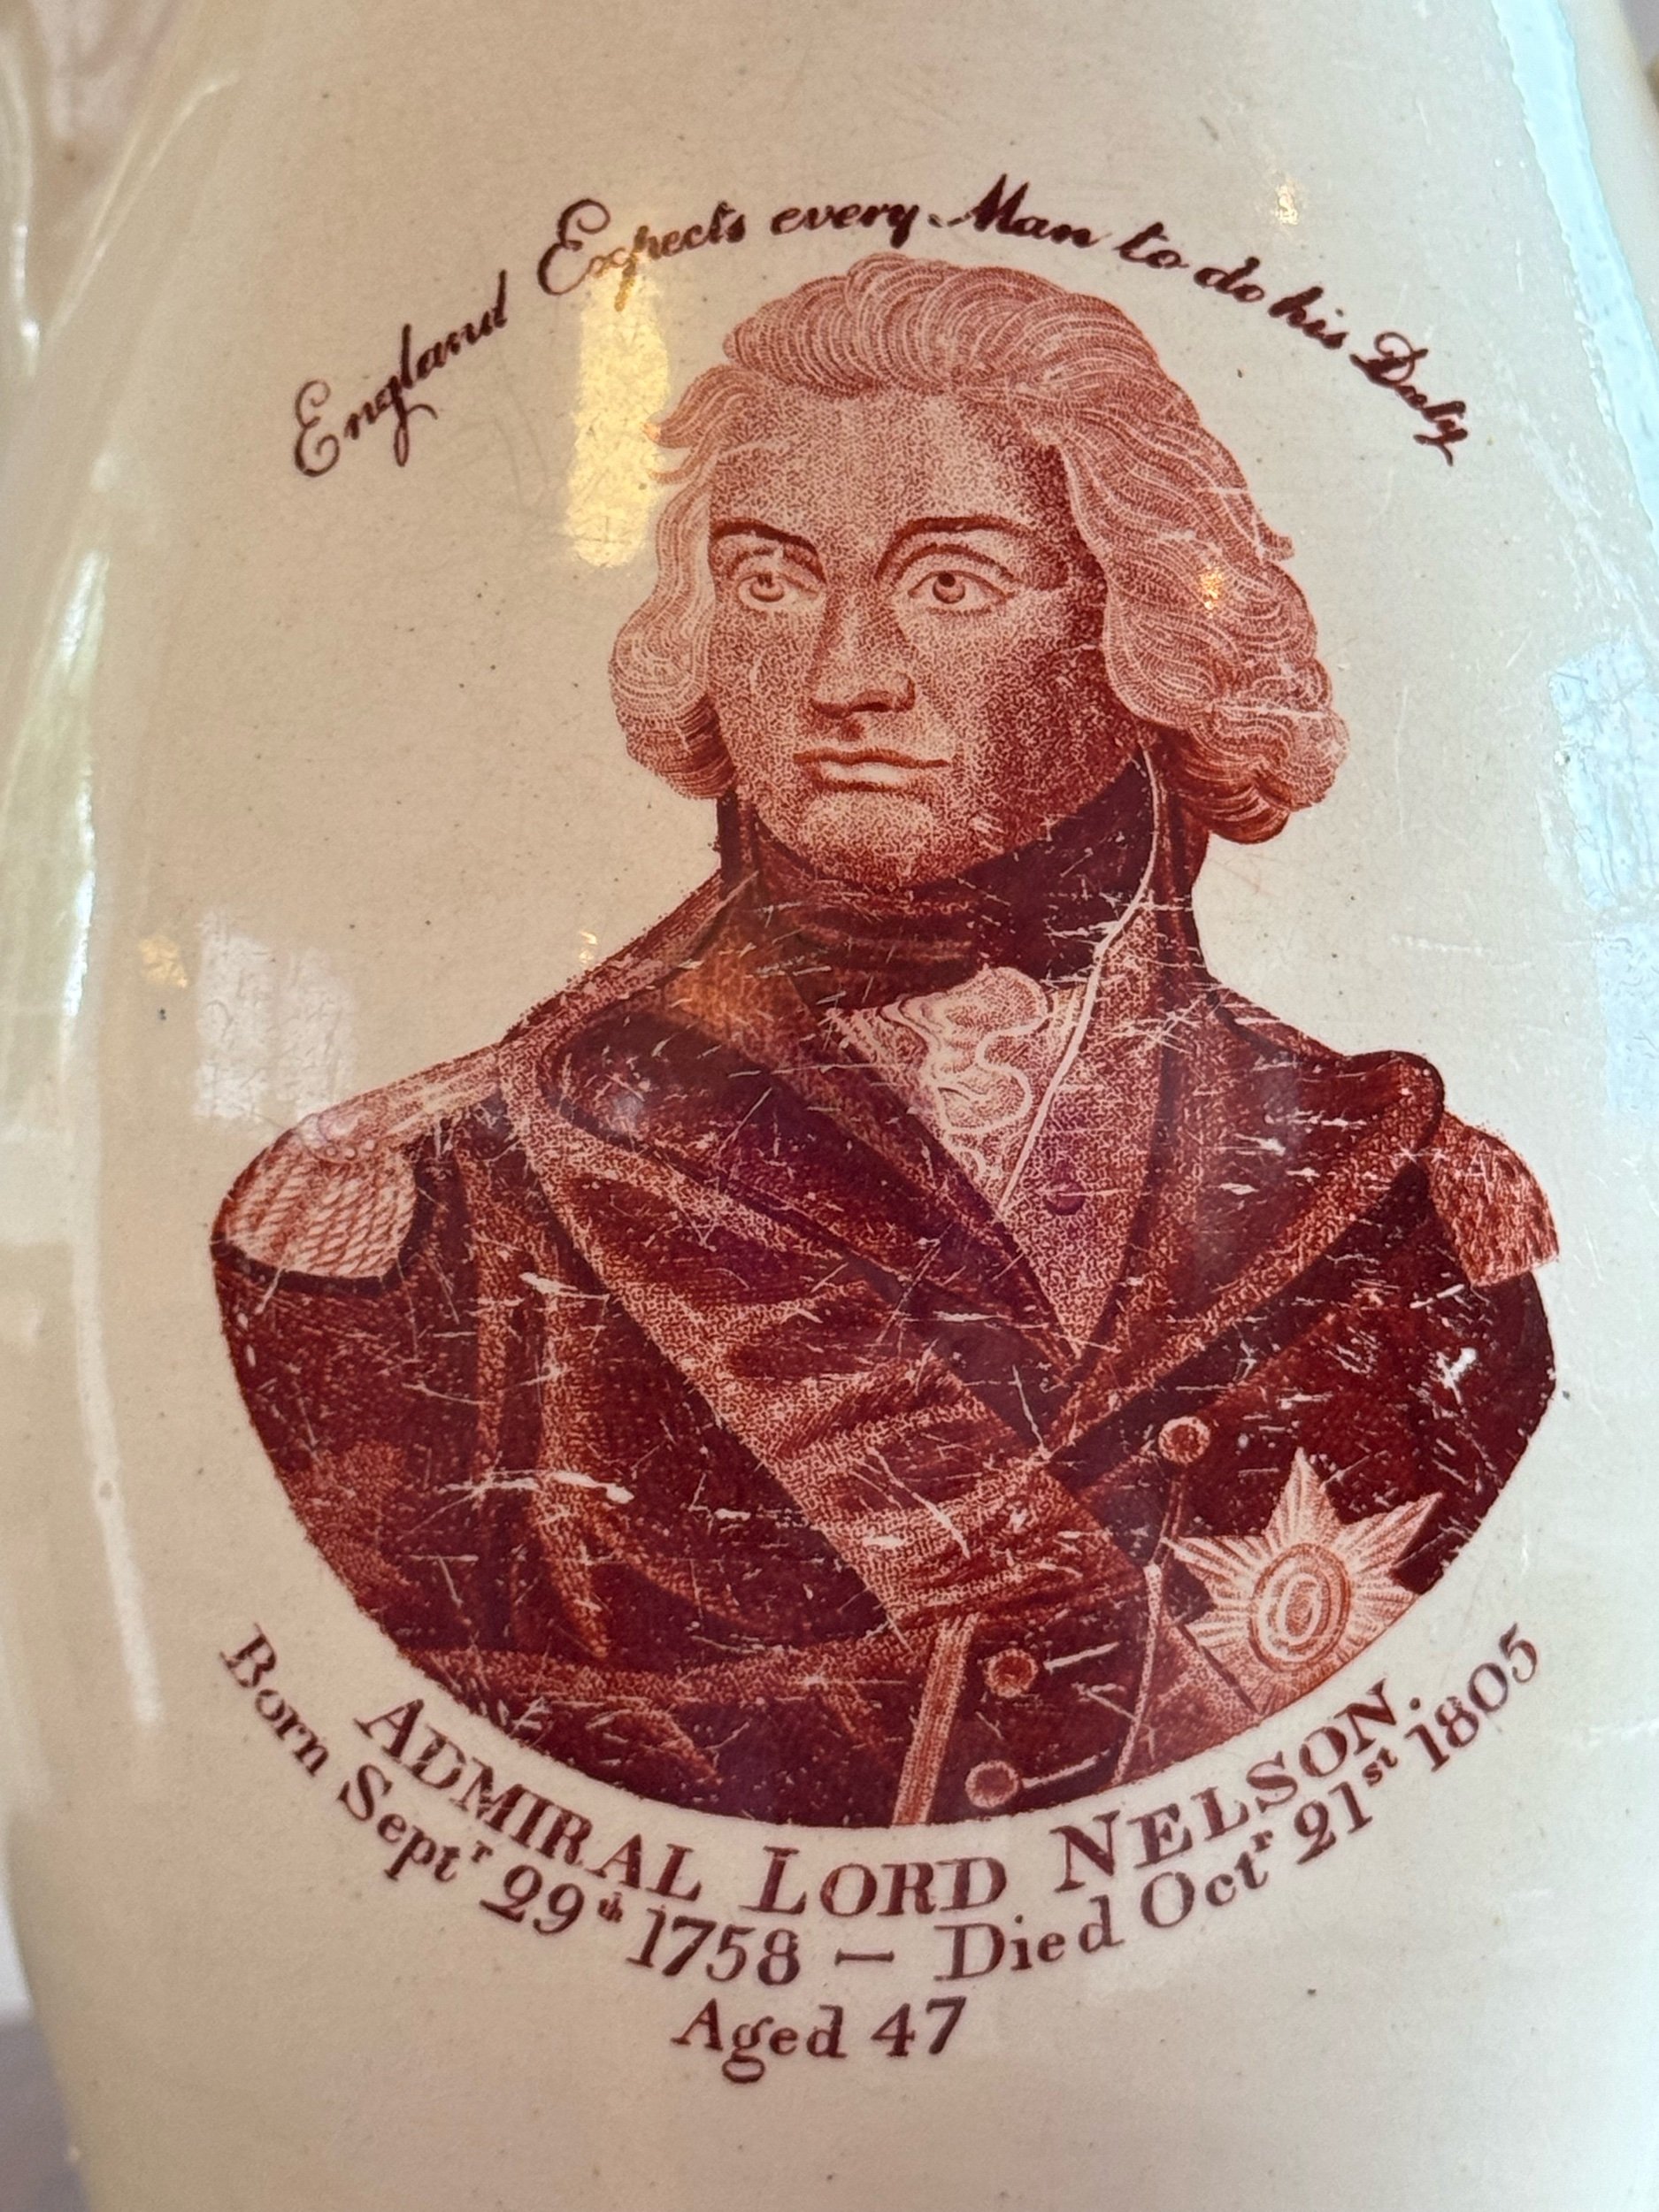 England Expects every Man to do his Duty
ADMIRAL LORD NELSON.
Born Septr 29th 1758 — Died Octr 21st 1805
Aged 47